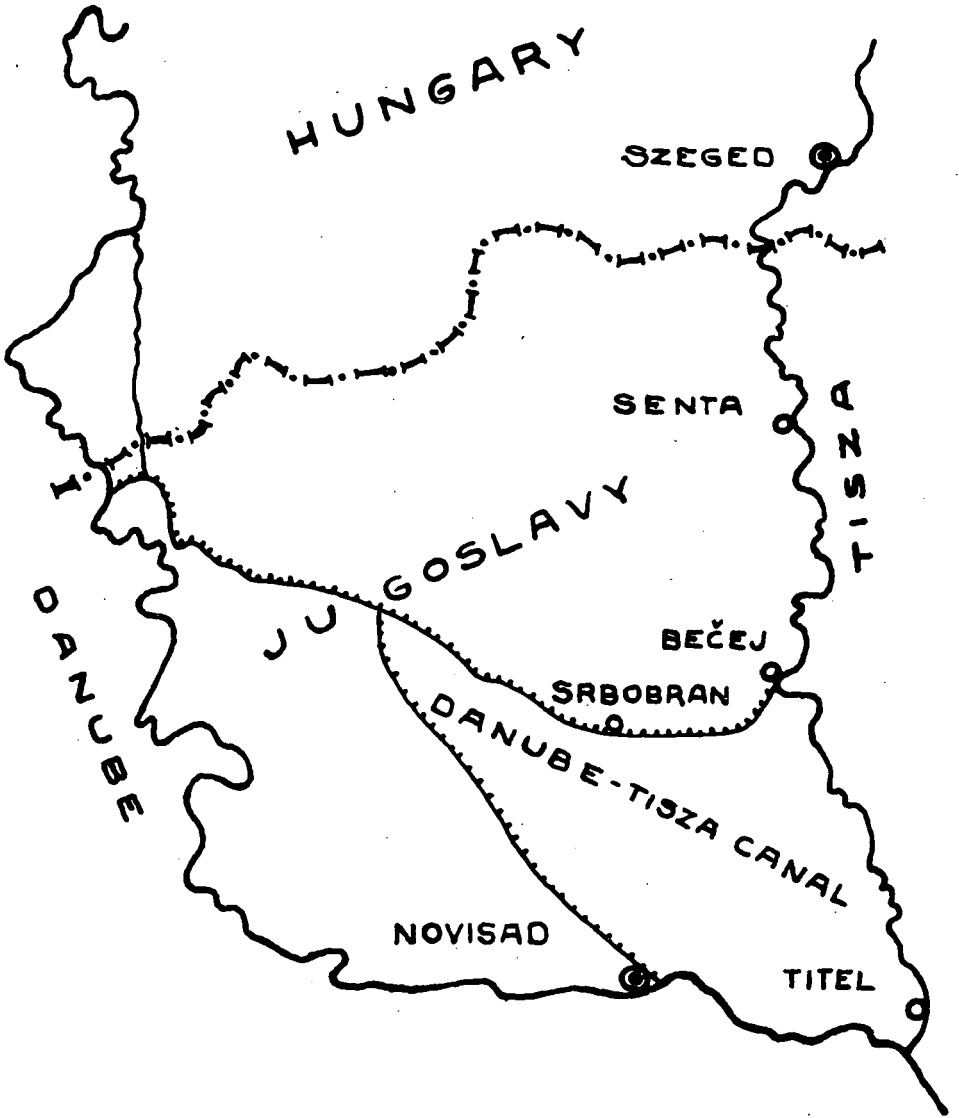 HUNGARY
SZEGED
SENTA
TISZA
JUGOSLAVY
DANUBE
BEČEJ
SRBOBRAN
DANUBE-TISZA CANAL
NOVISAD
TITEL